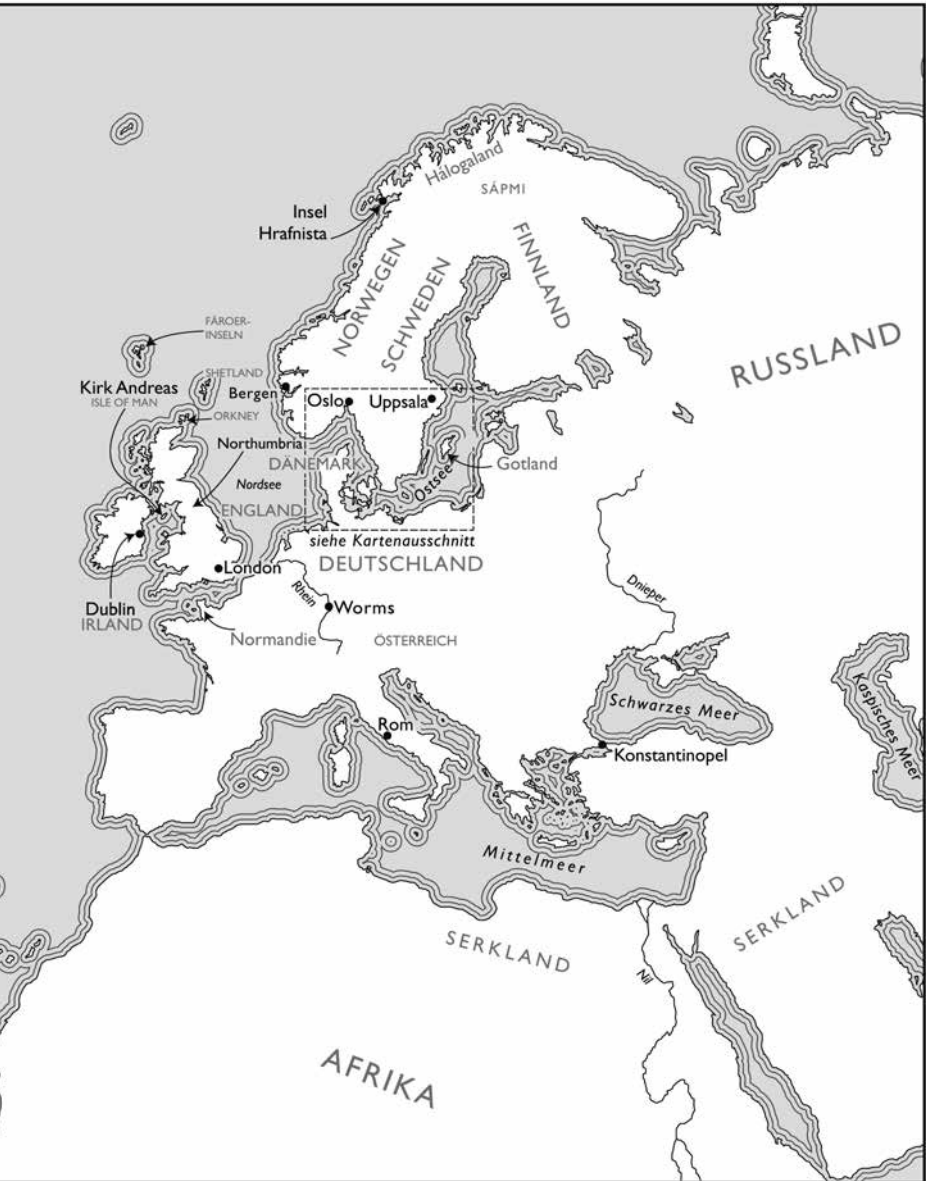 Hálogaland
SÁPMI
Insel
Hrafnista
NORWEGEN
SCHWEDEN
FINNLAND
RUSSLAND
FÄROER-
INSELN
SHETLAND
Kirk Andreas
ISLE OF MAN
ORKNEY
Bergen
Oslo
Uppsala
Northumbria
DÄNEMARK
Gotland
Nordsee
Ostsee
ENGLAND
siehe Kartenausschnitt
DEUTSCHLAND
London
Rhein
Dnieper
Dublin
IRLAND
Worms
Normandie
ÖSTERREICH
Schwarzes Meer
Kaspisches Meer
Rom
Konstantinopel
Mittelmeer
SERKLAND
SERKLAND
Nil
AFRIKA